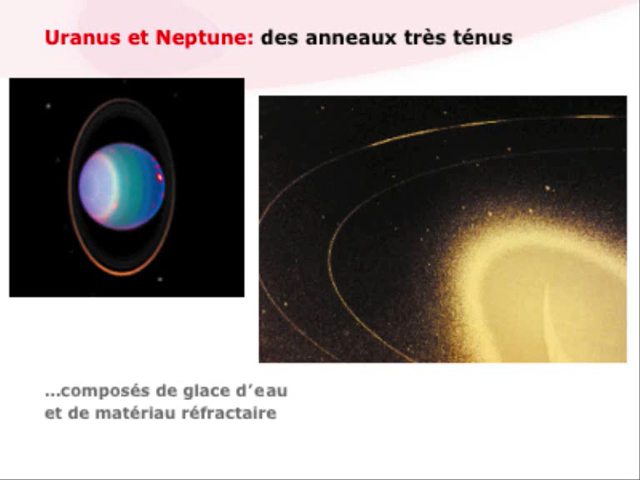 Uranus et Neptune: des anneaux très ténus
...composés de glace d’eau
et de matériau réfractaire